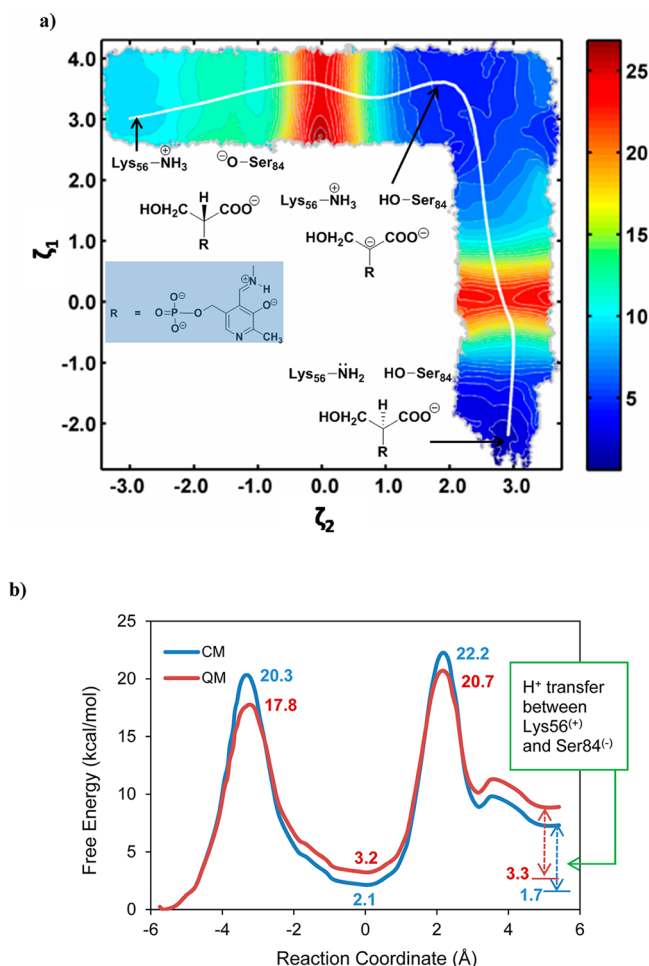 a)
4.0
3.0
2.0
1.0
0.0
-1.0
-2.0
ζ1
-3.0 -2.0 -1.0 0.0 1.0 2.0 3.0
ζ2
25
20
15
10
5
Lys56–NH3 ⊕
⊖O–Ser84
H
HOH2C COO⊖
R
Lys56–NH3 ⊕
HO–Ser84
HOH2C ⊖ COO⊖
R
R =
O=P–O⊖
O⊖
O
N ⊕ H
O⊖
N
CH3
Lys56–N̈H2
HO–Ser84
H
HOH2C COO⊖
R
b)
Free Energy (kcal/mol)
25
20
15
10
5
0
CM
QM
20.3
17.8
22.2
20.7
3.2
2.1
3.3
1.7
H+ transfer
between
Lys56(+)
and Ser84(-)
-6 -4 -2 0 2 4 6
Reaction Coordinate (Å)